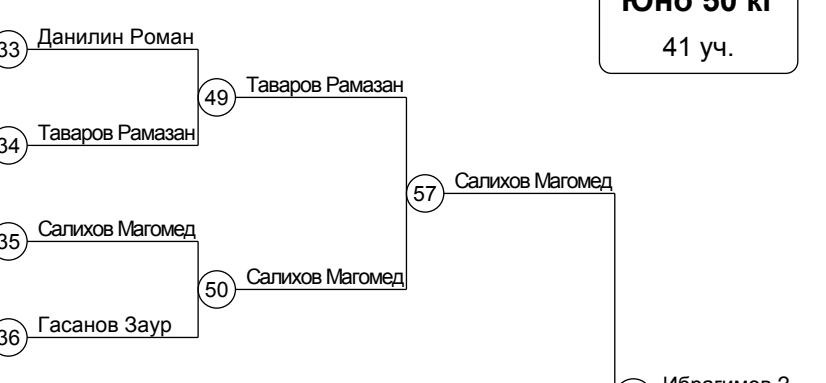 Юно 50 кг
41 уч.
33 Данилин Роман
49 Таваров Рамазан
34 Таваров Рамазан
57 Салихов Магомед
35 Салихов Магомед
50 Салихов Магомед
36 Гасанов Заур